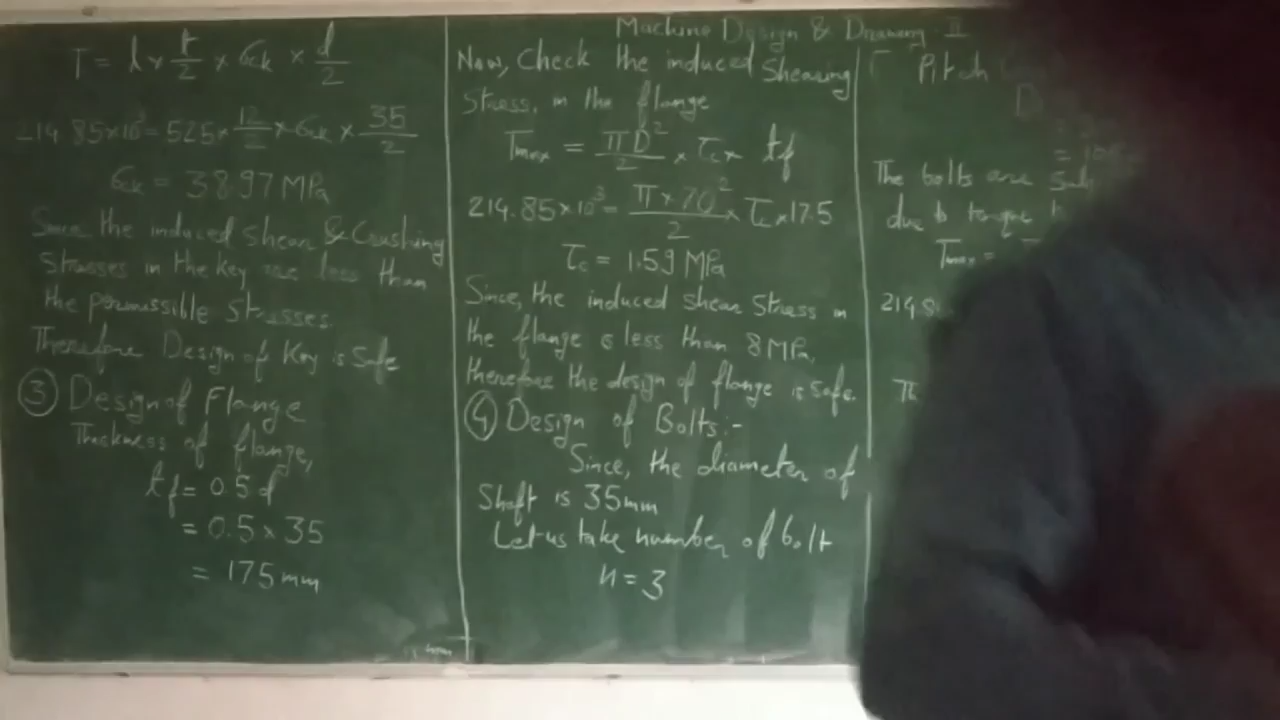 T = l × t/2 × σck × d/2
214.85×10³ = 52.5 × 12/2 × σck × 35/2
σck = 38.97 MPa
Since the induced shear & Crushing
Stresses in the key are less than
the permissible Stresses.
Therefore Design of Key is Safe
③ Design of Flange
Thickness of flange,
tf = 0.5 d
= 0.5 × 35
= 17.5 mm
Machine Design & Drawing - II
Now, Check the induced Shearing
Stress, in the flange
Tmax = πD²/2 × τc × tf
214.85×10³ = π × 70²/2 × τc × 17.5
τc = 1.59 MPa
Since, the induced shear Stress in
the flange is less than 8 MPa,
therefore the design of flange is safe.
④ Design of Bolts:-
Since, the diameter of
Shaft is 35mm
Let us take number of bolt
n = 3
Pitch
D
The bolts are
due to torque
Tmax =
214.8
Th